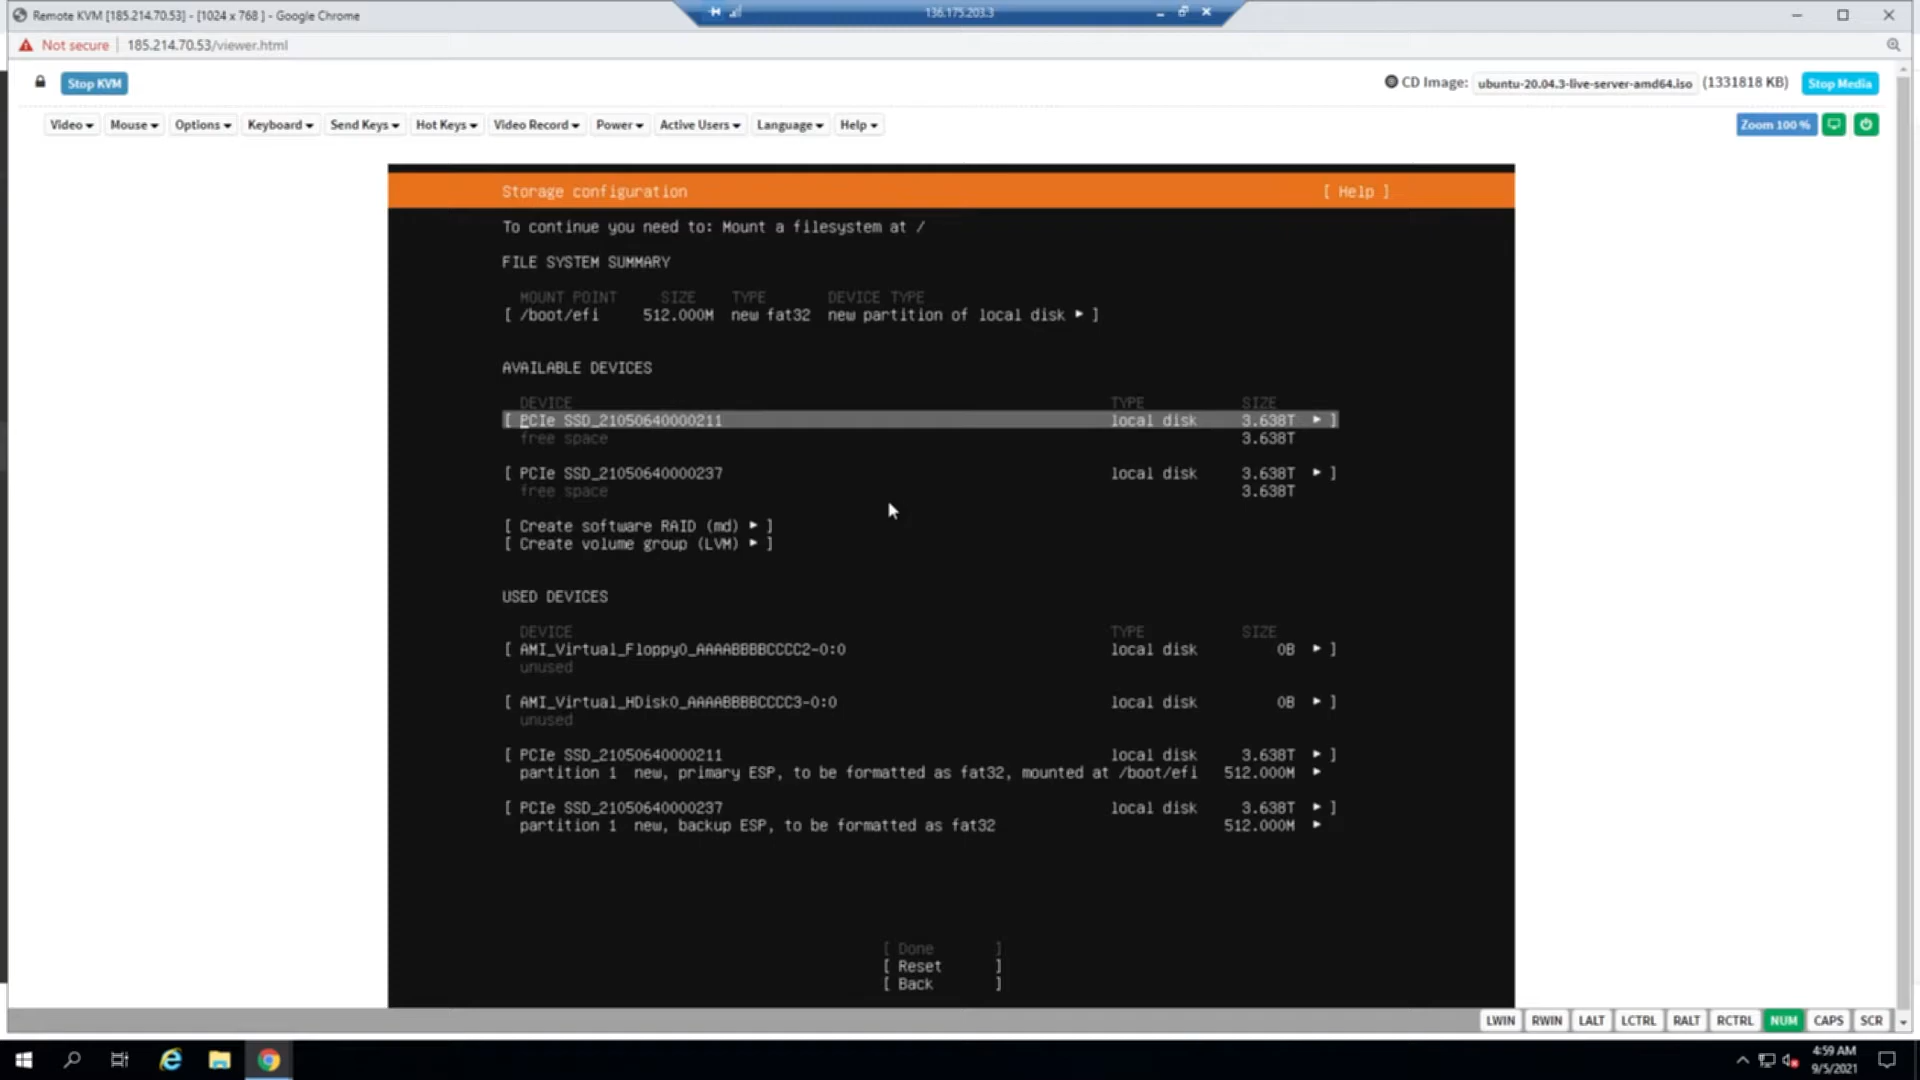 Remote KVM [185.214.70.53] - [1024 x 768 ] - Google Chrome
136.175.203.3
Not secure 185.214.70.53/viewer.html
Stop KVM CD Image: ubuntu-20.04.3-live-server-amd64.iso (1331818 KB) Stop Media
Video Mouse Options Keyboard Send Keys Hot Keys Video Record Power Active Users Language Help Zoom 100 %
Storage configuration [ Help ]
To continue you need to: Mount a filesystem at /
FILE SYSTEM SUMMARY
MOUNT POINT SIZE TYPE DEVICE TYPE
[ /boot/efi 512.000M new fat32 new partition of local disk ▸ ]
AVAILABLE DEVICES
DEVICE TYPE SIZE
[ PCIe SSD_21050640000211 local disk 3.638T ▸ ]
free space 3.638T
[ PCIe SSD_21050640000237 local disk 3.638T ▸ ]
free space 3.638T
[ Create software RAID (md) ▸ ]
[ Create volume group (LVM) ▸ ]
USED DEVICES
DEVICE TYPE SIZE
[ AMI_Virtual_Floppy0_AAAABBBBCCCC2-0:0 local disk 0B ▸ ]
unused
[ AMI_Virtual_HDisk0_AAAABBBBCCCC3-0:0 local disk 0B ▸ ]
unused
[ PCIe SSD_21050640000211 local disk 3.638T ▸ ]
partition 1 new, primary ESP, to be formatted as fat32, mounted at /boot/efi 512.000M ▸
[ PCIe SSD_21050640000237 local disk 3.638T ▸ ]
partition 1 new, backup ESP, to be formatted as fat32 512.000M ▸
[ Done ]
[ Reset ]
[ Back ]
LWIN RWIN LALT LCTRL RALT RCTRL NUM CAPS SCR
4:59 AM
9/5/2021